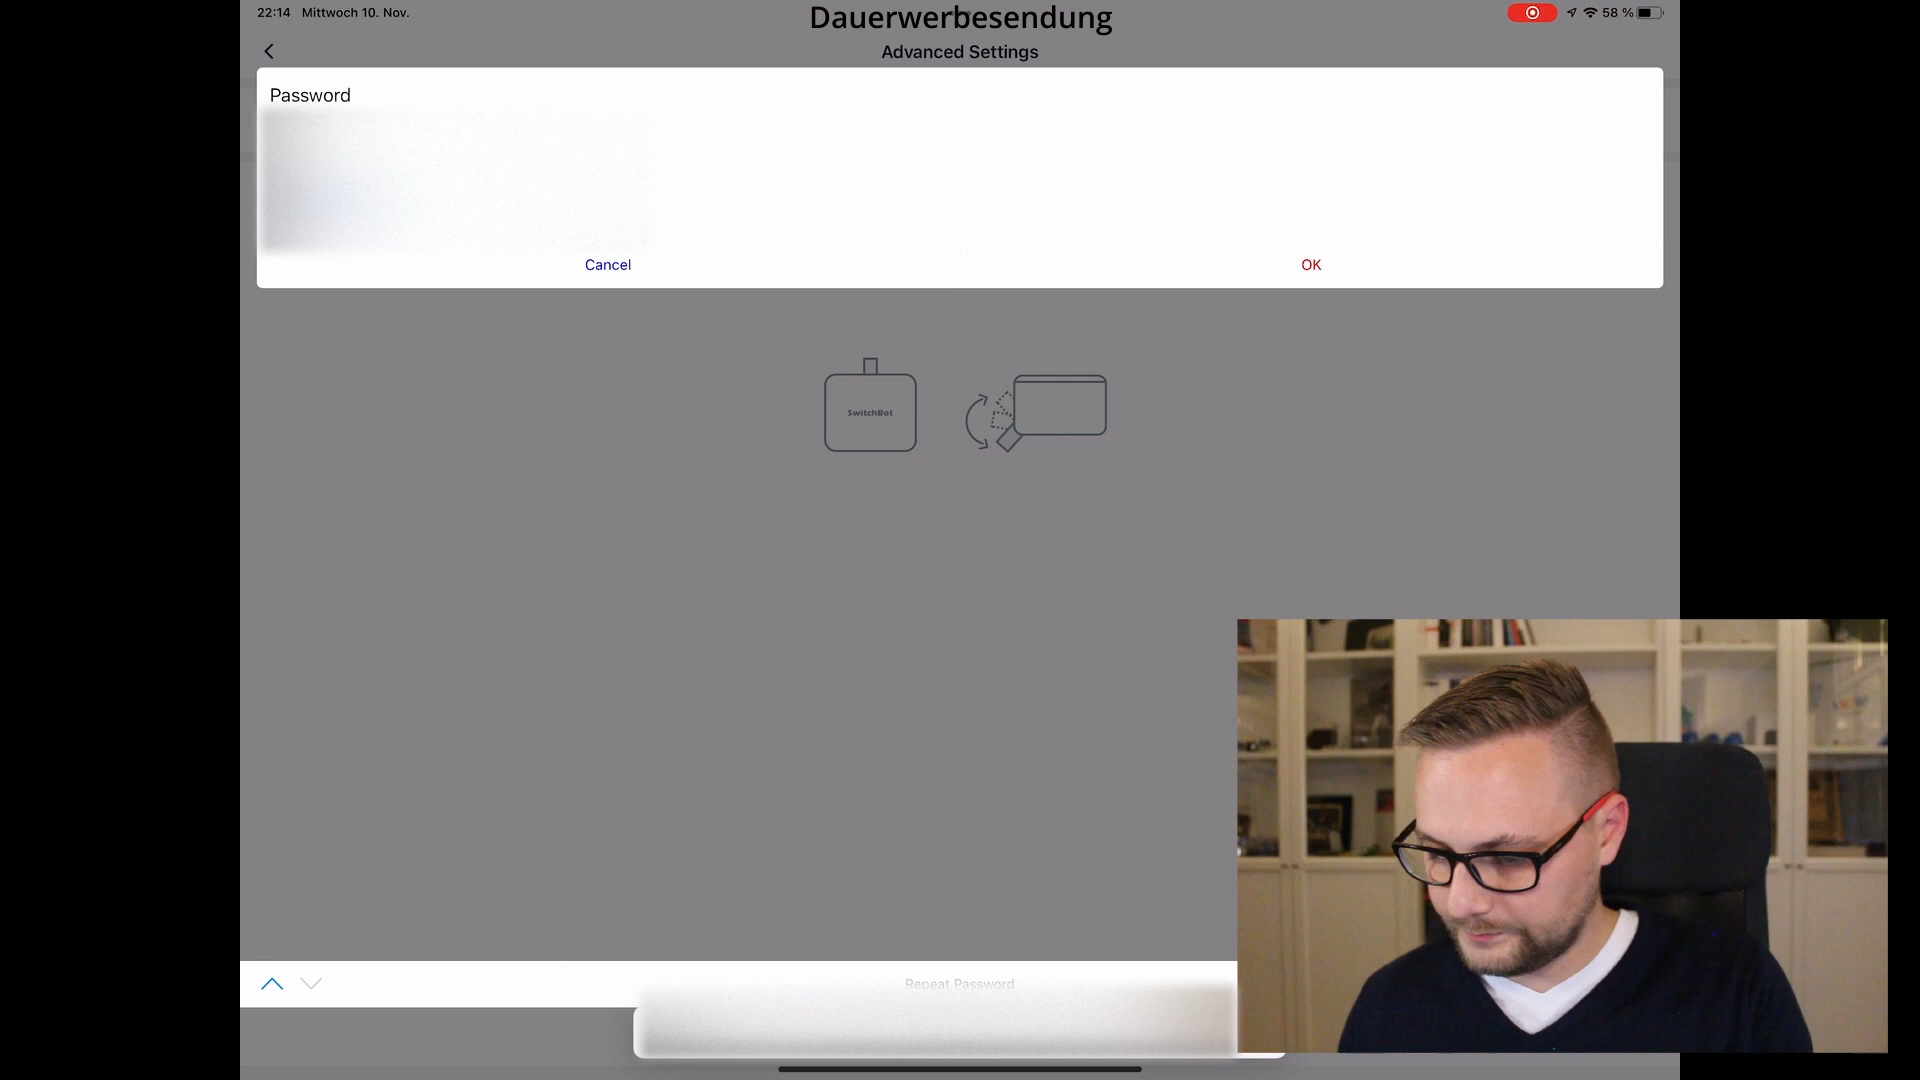 22:14 Mittwoch 10. Nov.
Dauerwerbesendung
58 %
Advanced Settings
Password
Cancel
OK
SwitchBot
Repeat Password